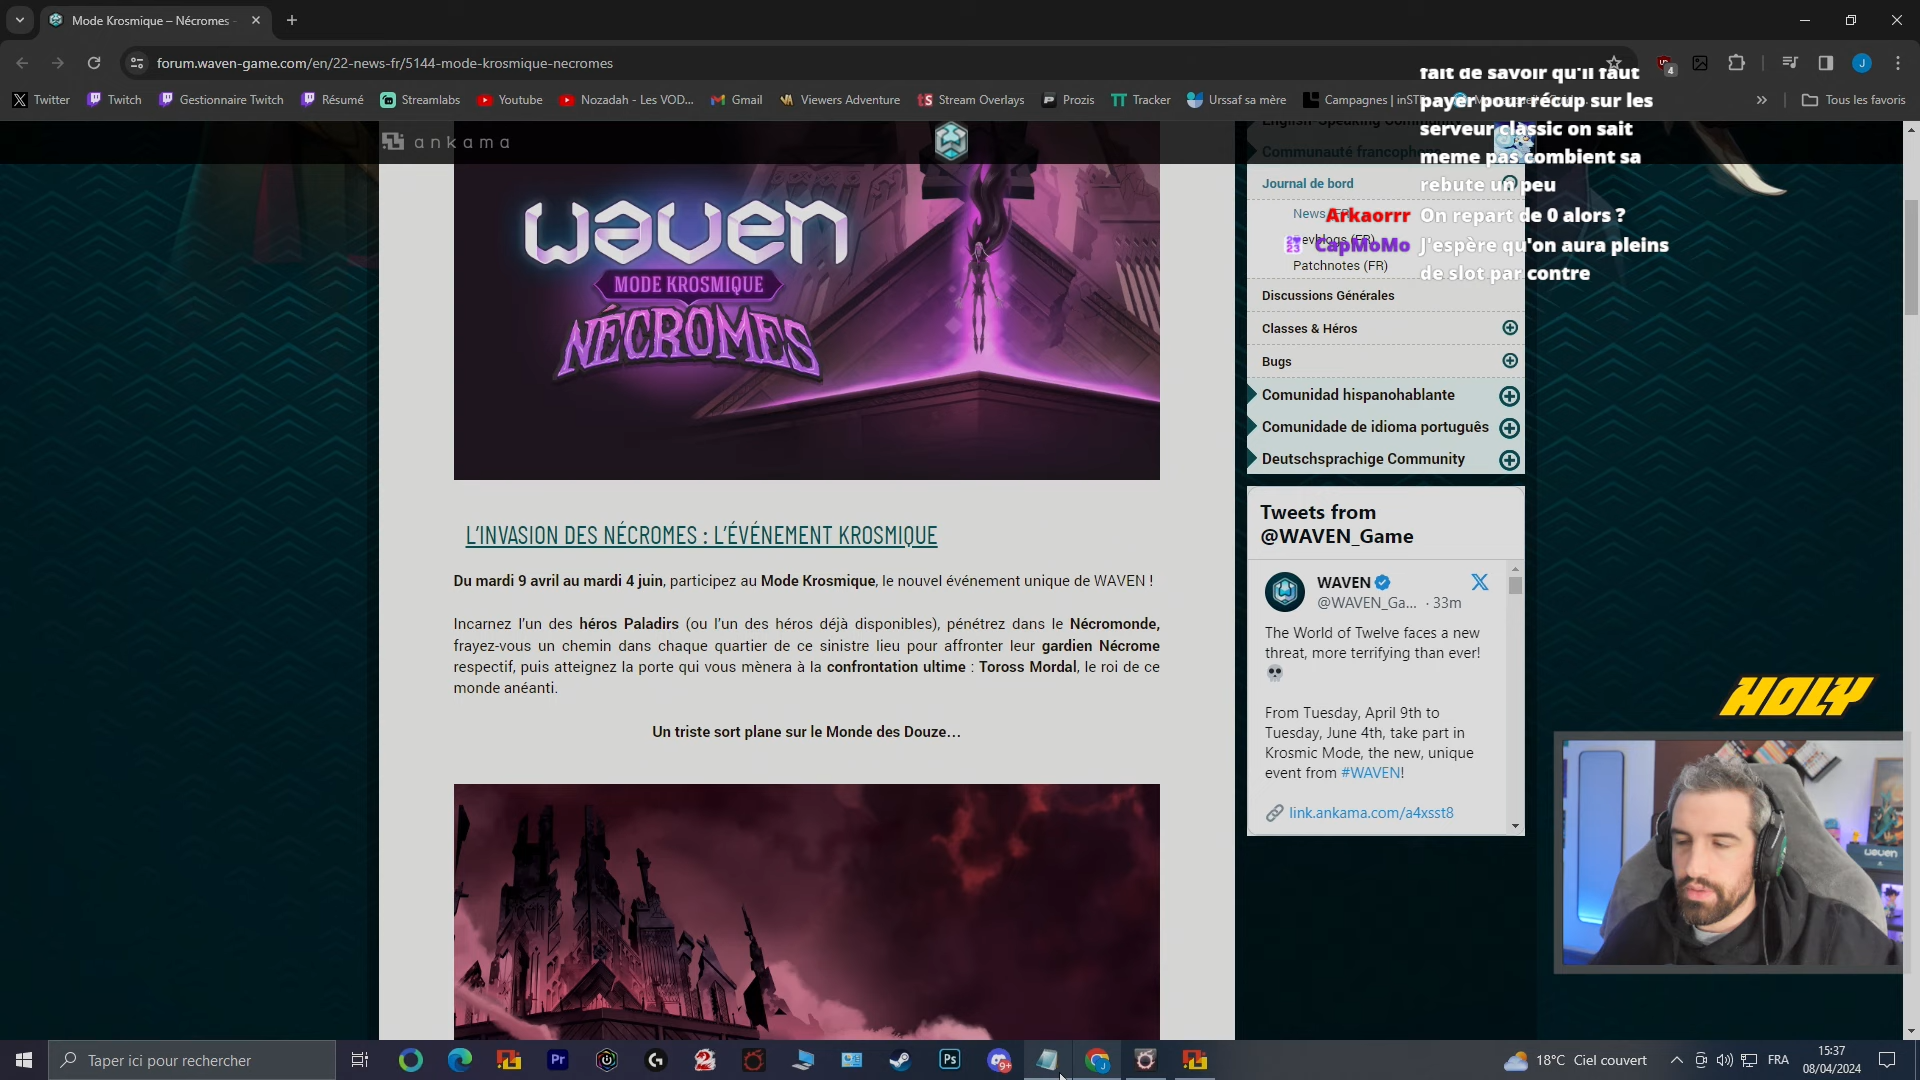 Mode Krosmique – Nécromes -
forum.waven-game.com/en/22-news-fr/5144-mode-krosmique-necromes
4
J
Twitter
Twitch
Gestionnaire Twitch
Résumé
Streamlabs
Youtube
Nozadah - Les VOD...
Gmail
Viewers Adventure
Stream Overlays
Prozis
Tracker
Urssaf sa mère
Tous les favoris
fait de savoir qu'il faut
payer pour récup sur les
serveur classic on sait
meme pas combient sa
rebute un peu
Arkaorrr On repart de 0 alors ?
CapMoMo J'espère qu'on aura pleins
de slot par contre
ankama
WAVEN
MODE KROSMIQUE
NÉCROMES
L'INVASION DES NÉCROMES : L'ÉVÉNEMENT KROSMIQUE
Du mardi 9 avril au mardi 4 juin, participez au Mode Krosmique, le nouvel événement unique de WAVEN !
Incarnez l'un des héros Paladirs (ou l'un des héros déjà disponibles), pénétrez dans le Nécromonde,
frayez-vous un chemin dans chaque quartier de ce sinistre lieu pour affronter leur gardien Nécrome
respectif, puis atteignez la porte qui vous mènera à la confrontation ultime : Toross Mordal, le roi de ce
monde anéanti.
Un triste sort plane sur le Monde des Douze…
Journal de bord
Patchnotes (FR)
Discussions Générales
Classes & Héros
Bugs
Comunidad hispanohablante
Comunidade de idioma português
Deutschsprachige Community
Tweets from
@WAVEN_Game
WAVEN
@WAVEN_Ga... · 33m
The World of Twelve faces a new
threat, more terrifying than ever!
From Tuesday, April 9th to
Tuesday, June 4th, take part in
Krosmic Mode, the new, unique
event from #WAVEN!
link.ankama.com/a4xsst8
HOLY
Taper ici pour rechercher
Pr
Ps
9+
18°C Ciel couvert
FRA
15:37
08/04/2024